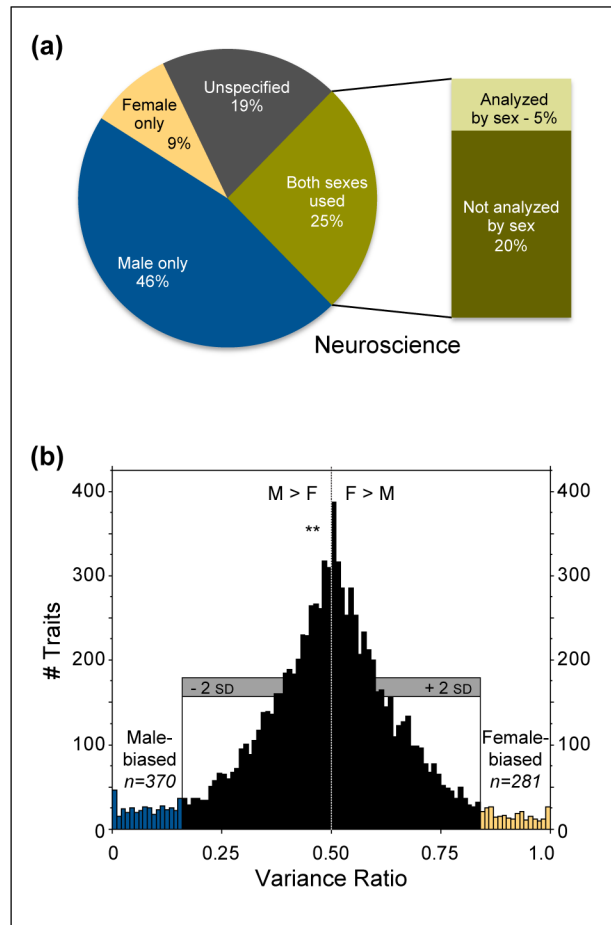 (a)
Unspecified
19%
Female
only
9%
Both sexes
used
25%
Male only
46%
Analyzed
by sex - 5%
Not analyzed
by sex
20%
Neuroscience
(b)
M > F
F > M
**
- 2 SD
+ 2 SD
Male-
biased
n=370
Female-
biased
n=281
# Traits
400
300
200
100
0
400
300
200
100
0
0
0.25
0.50
0.75
1.0
Variance Ratio